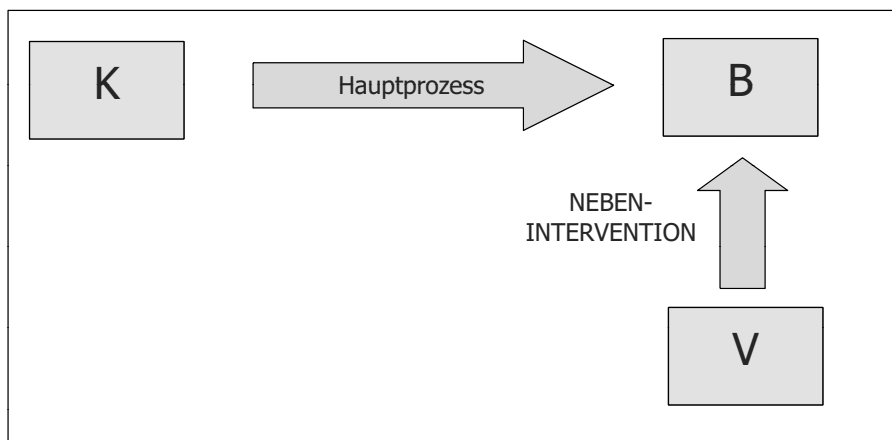 K
Hauptprozess
B
NEBEN-
INTERVENTION
V